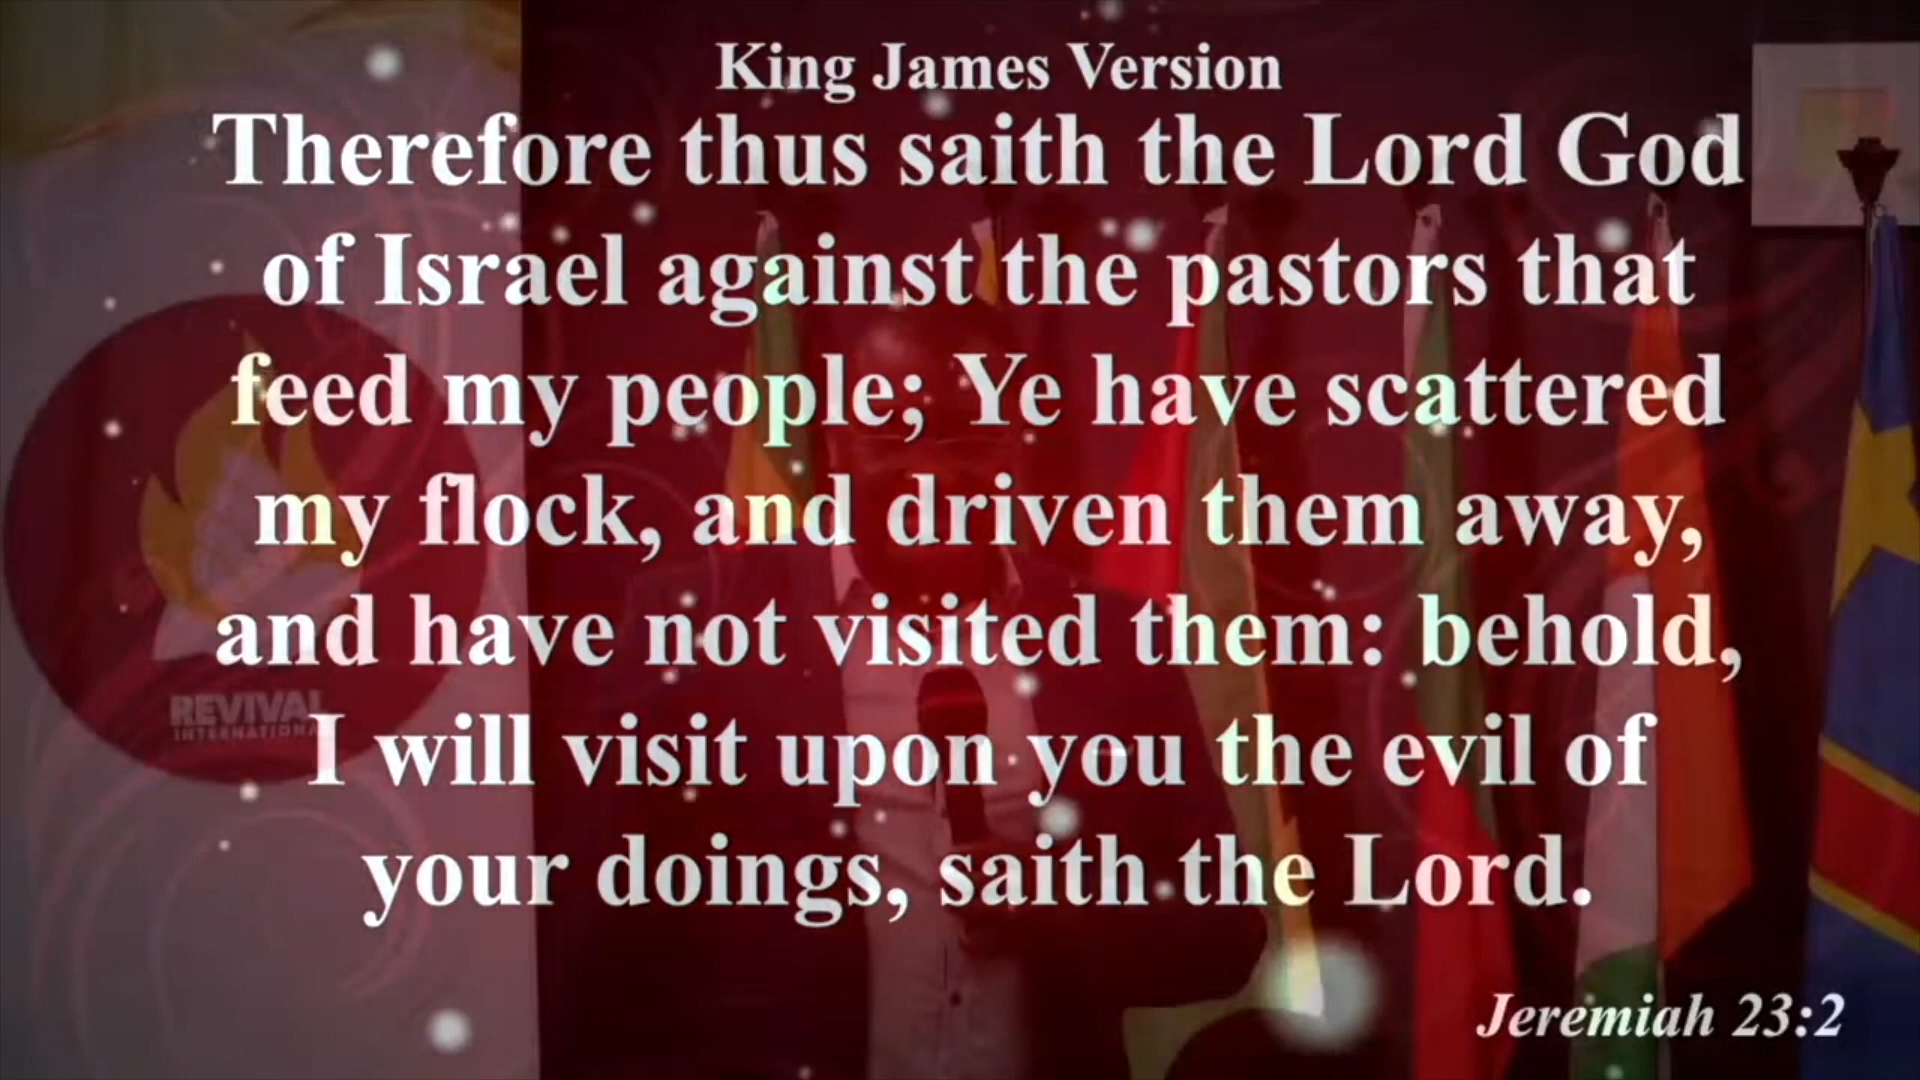 King James Version
Therefore thus saith the Lord God
of Israel against the pastors that
feed my people; Ye have scattered
my flock, and driven them away,
and have not visited them: behold,
I will visit upon you the evil of
your doings, saith the Lord.
Jeremiah 23:2
REVIVAL
INTERNATIONAL